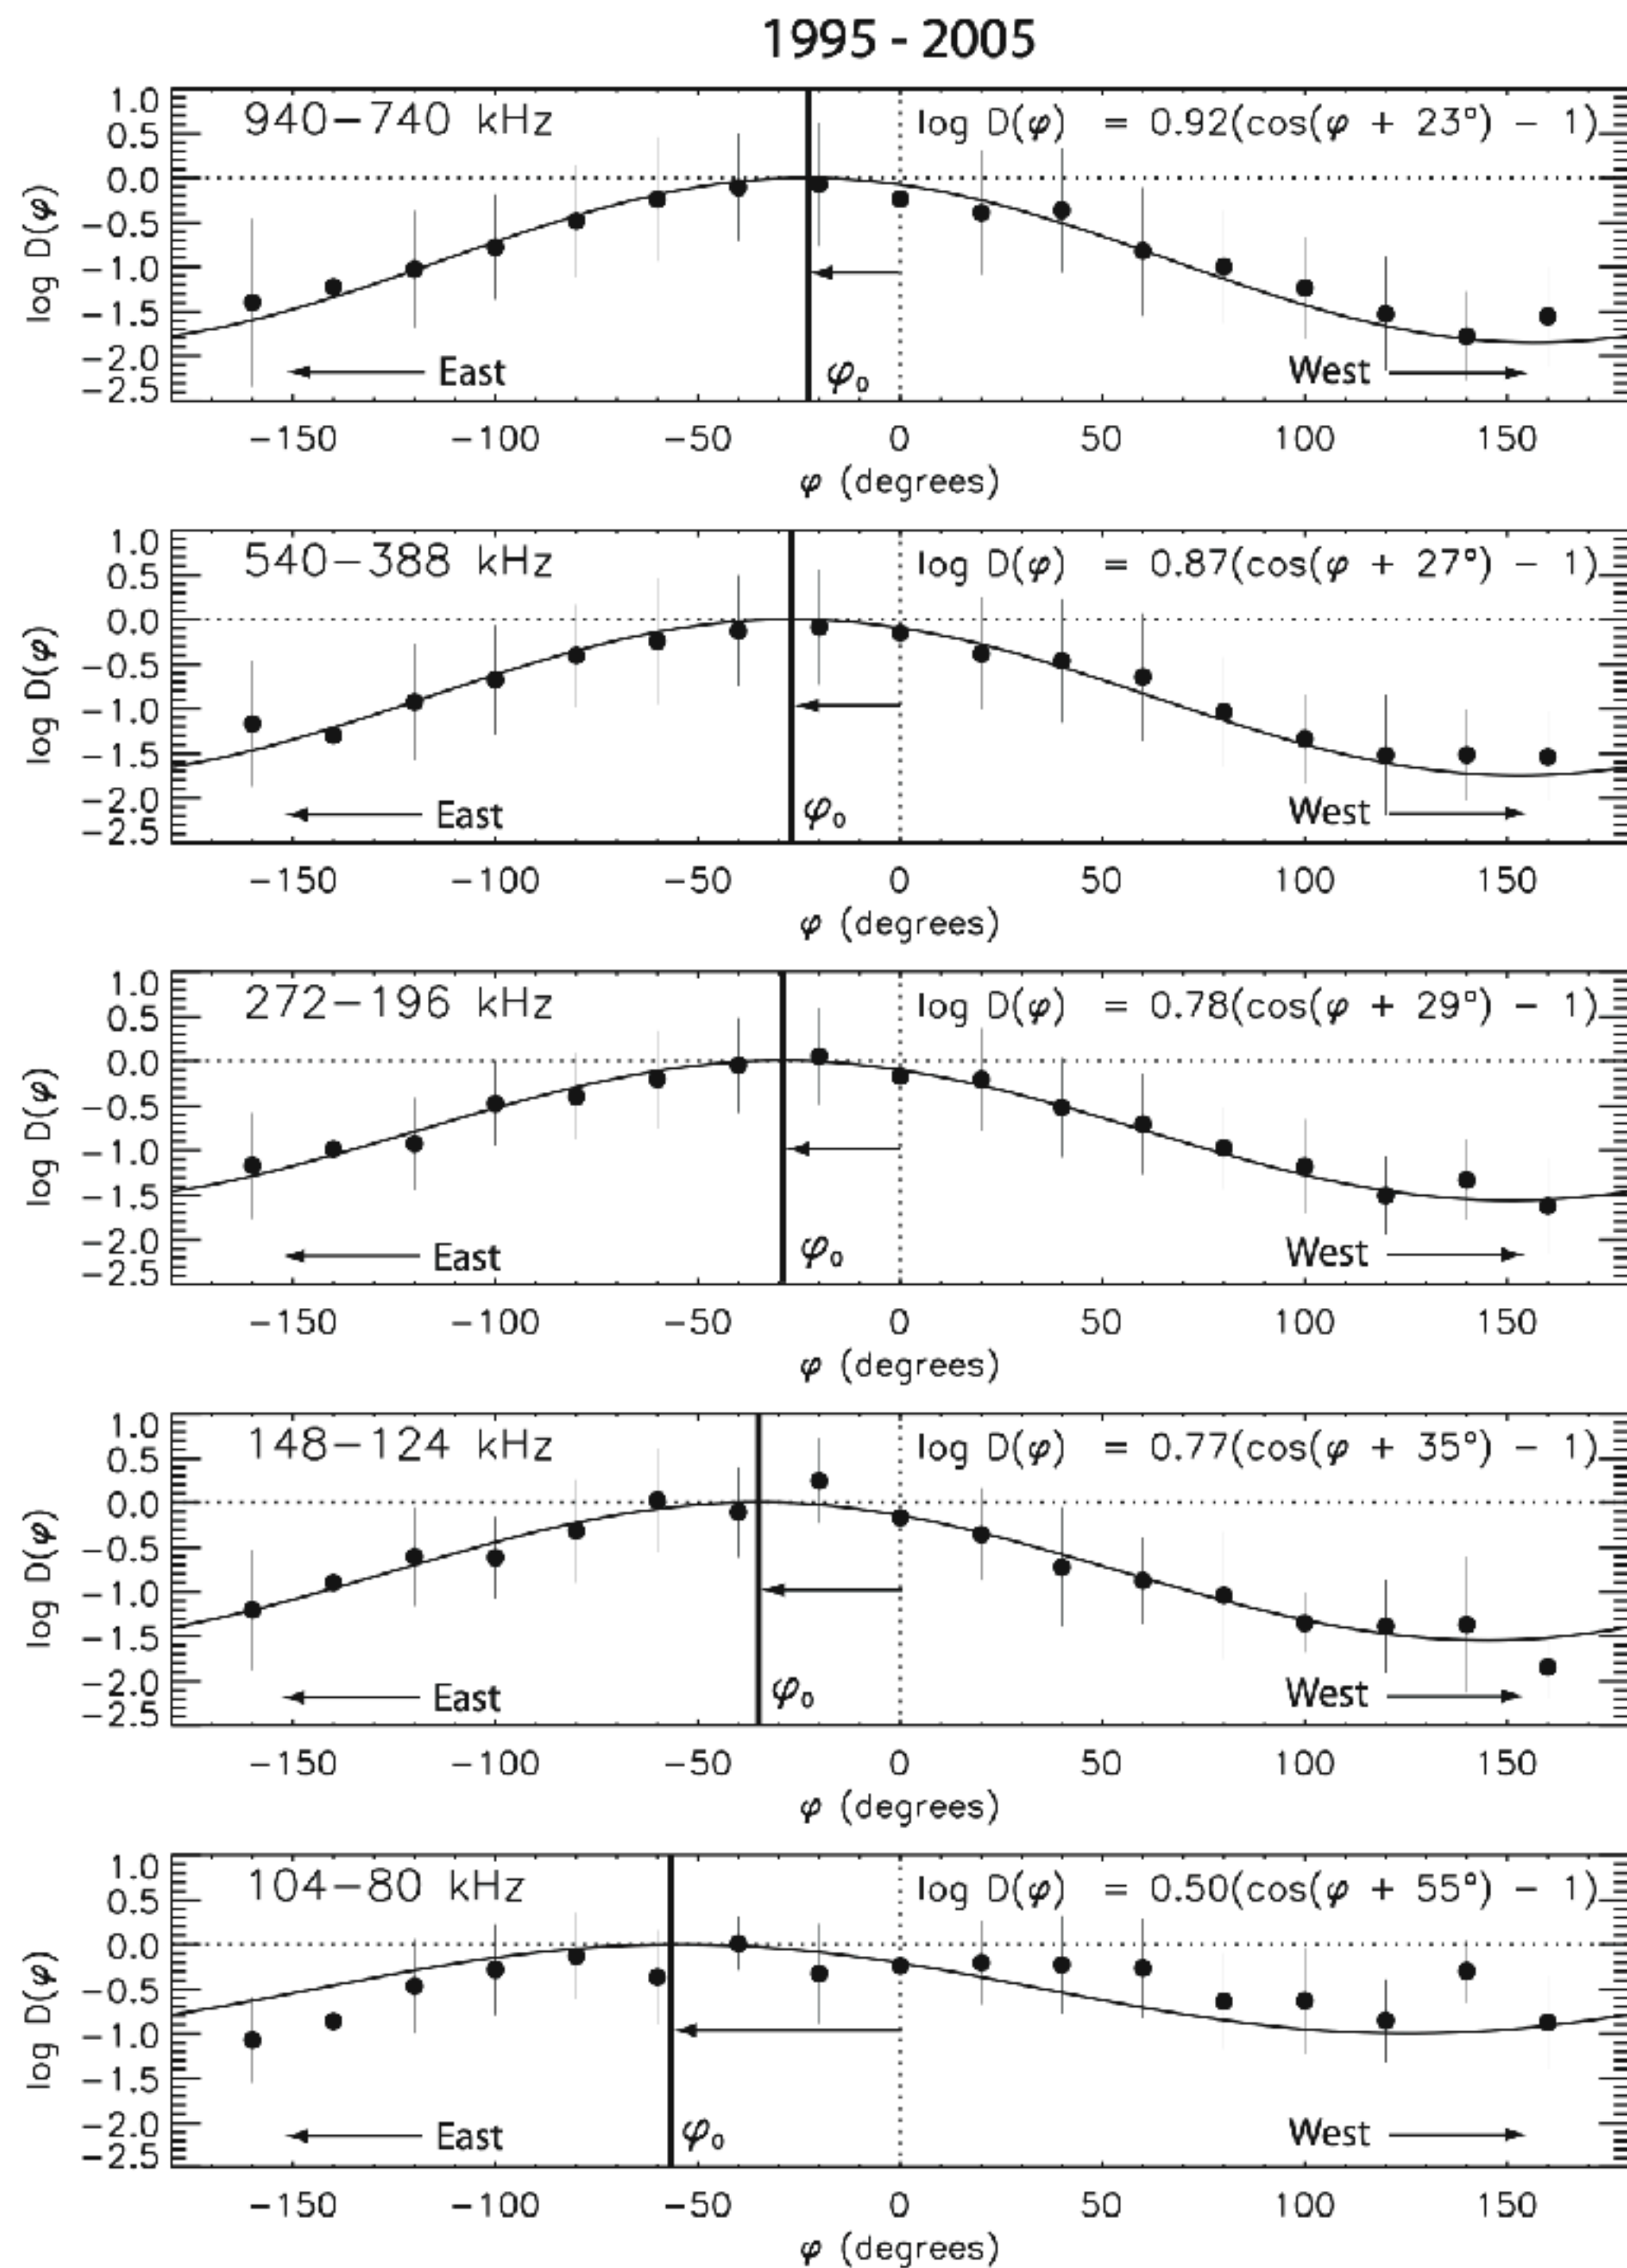 1995 - 2005
940−740 kHz
log D(φ) = 0.92(cos(φ + 23°) − 1)
1.0
0.5
0.0
−0.5
−1.0
−1.5
−2.0
−2.5
log D(φ)
East
φ₀
West
−150 −100 −50 0 50 100 150
φ (degrees)
540−388 kHz
log D(φ) = 0.87(cos(φ + 27°) − 1)
1.0
0.5
0.0
−0.5
−1.0
−1.5
−2.0
−2.5
log D(φ)
East
φ₀
West
−150 −100 −50 0 50 100 150
φ (degrees)
272−196 kHz
log D(φ) = 0.78(cos(φ + 29°) − 1)
1.0
0.5
0.0
−0.5
−1.0
−1.5
−2.0
−2.5
log D(φ)
East
φ₀
West
−150 −100 −50 0 50 100 150
φ (degrees)
148−124 kHz
log D(φ) = 0.77(cos(φ + 35°) − 1)
1.0
0.5
0.0
−0.5
−1.0
−1.5
−2.0
−2.5
log D(φ)
East
φ₀
West
−150 −100 −50 0 50 100 150
φ (degrees)
104−80 kHz
log D(φ) = 0.50(cos(φ + 55°) − 1)
1.0
0.5
0.0
−0.5
−1.0
−1.5
−2.0
−2.5
log D(φ)
East
φ₀
West
−150 −100 −50 0 50 100 150
φ (degrees)